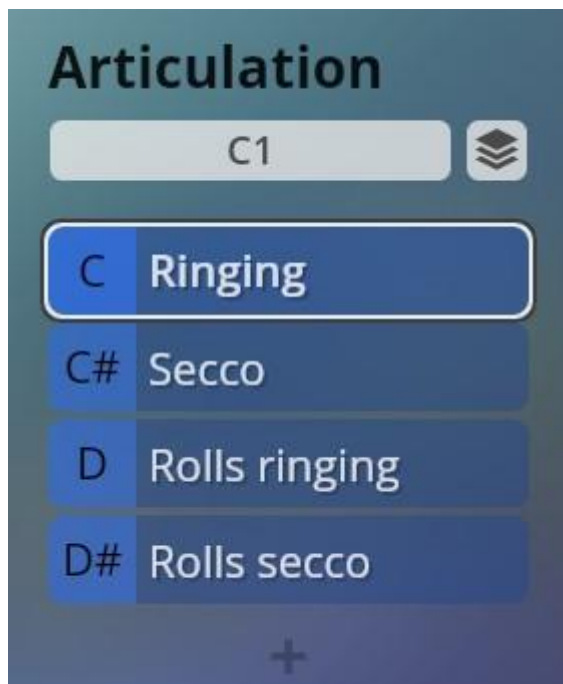 Articulation
C1
C Ringing
C# Secco
D Rolls ringing
D# Rolls secco
+